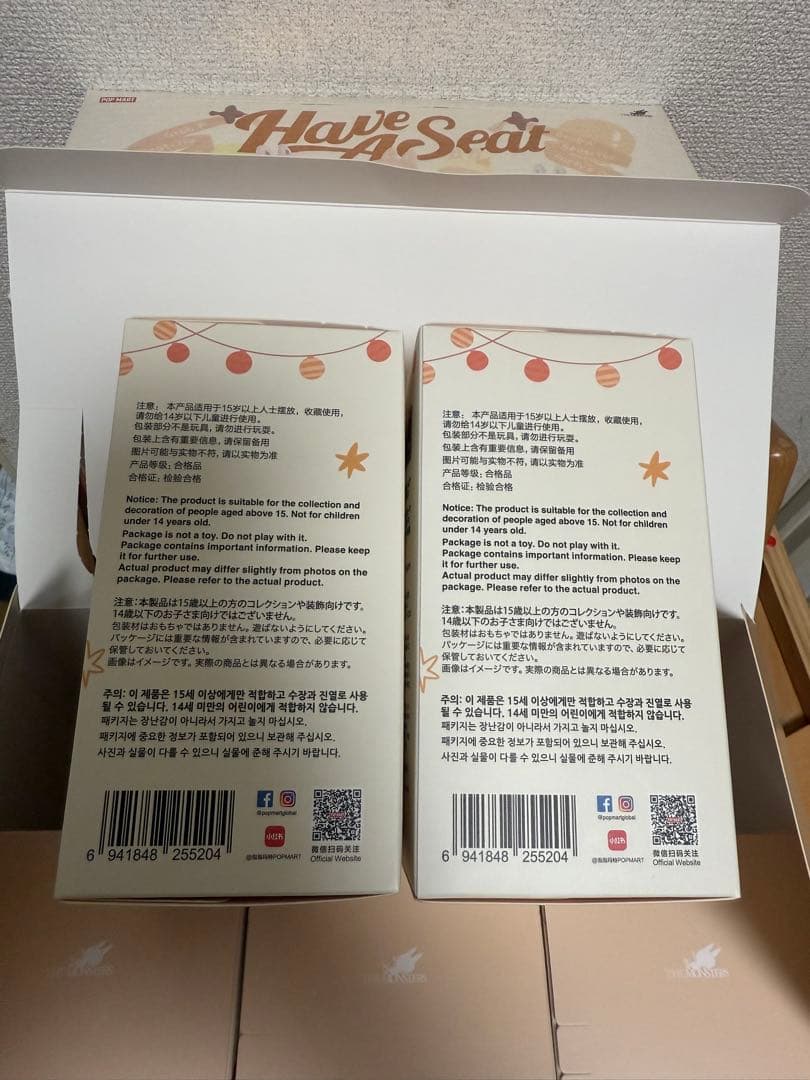 POP MART
Have
A Seat
注意： 本产品适用于15岁以上人士摆放，收藏使用，
请勿给14岁以下儿童进行使用。
包装部分不是玩具，请勿进行玩耍。
包装上含有重要信息，请保留备用
图片可能与实物不符，请以实物为准
产品等级：合格品
合格证：检验合格
Notice: The product is suitable for the collection and
decoration of people aged above 15. Not for children
under 14 years old.
Package is not a toy. Do not play with it.
Package contains important information. Please keep
it for further use.
Actual product may differ slightly from photos on the
package. Please refer to the actual product.
注意：本製品は15歳以上の方のコレクションや装飾向けです。
14歳以下のお子さま向けではございません。
包装材はおもちゃではありません。遊ばないようにしてください。
パッケージには重要な情報が含まれていますので、必要に応じて
保管しておいてください。
画像はイメージです。実際の商品とは異なる場合があります。
주의: 이 제품은 15세 이상에게만 적합하고 수장과 진열로 사용
될 수 있습니다. 14세 미만의 어린이에게 적합하지 않습니다.
패키지는 장난감이 아니라서 가지고 놀지 마십시오.
패키지에 중요한 정보가 포함되어 있으니 보관해 주십시오.
사진과 실물이 다를 수 있으니 실물에 준해 주시기 바랍니다.
@popmartglobal
小红书
@泡泡玛特POPMART
微信扫码关注
Official Website
6 941848 255204
注意： 本产品适用于15岁以上人士摆放，收藏使用，
请勿给14岁以下儿童进行使用。
包装部分不是玩具，请勿进行玩耍。
包装上含有重要信息，请保留备用
图片可能与实物不符，请以实物为准
产品等级：合格品
合格证：检验合格
Notice: The product is suitable for the collection and
decoration of people aged above 15. Not for children
under 14 years old.
Package is not a toy. Do not play with it.
Package contains important information. Please keep
it for further use.
Actual product may differ slightly from photos on the
package. Please refer to the actual product.
注意：本製品は15歳以上の方のコレクションや装飾向けです。
14歳以下のお子さま向けではございません。
包装材はおもちゃではありません。遊ばないようにしてください。
パッケージには重要な情報が含まれていますので、必要に応じて
保管しておいてください。
画像はイメージです。実際の商品とは異なる場合があります。
주의: 이 제품은 15세 이상에게만 적합하고 수장과 진열로 사용
될 수 있습니다. 14세 미만의 어린이에게 적합하지 않습니다.
패키지는 장난감이 아니라서 가지고 놀지 마십시오.
패키지에 중요한 정보가 포함되어 있으니 보관해 주십시오.
사진과 실물이 다를 수 있으니 실물에 준해 주시기 바랍니다.
@popmartglobal
小红书
@泡泡玛特POPMART
微信扫码关注
Official Website
6 941848 255204
THE MONSTERS
THE MONSTERS
THE MONSTERS